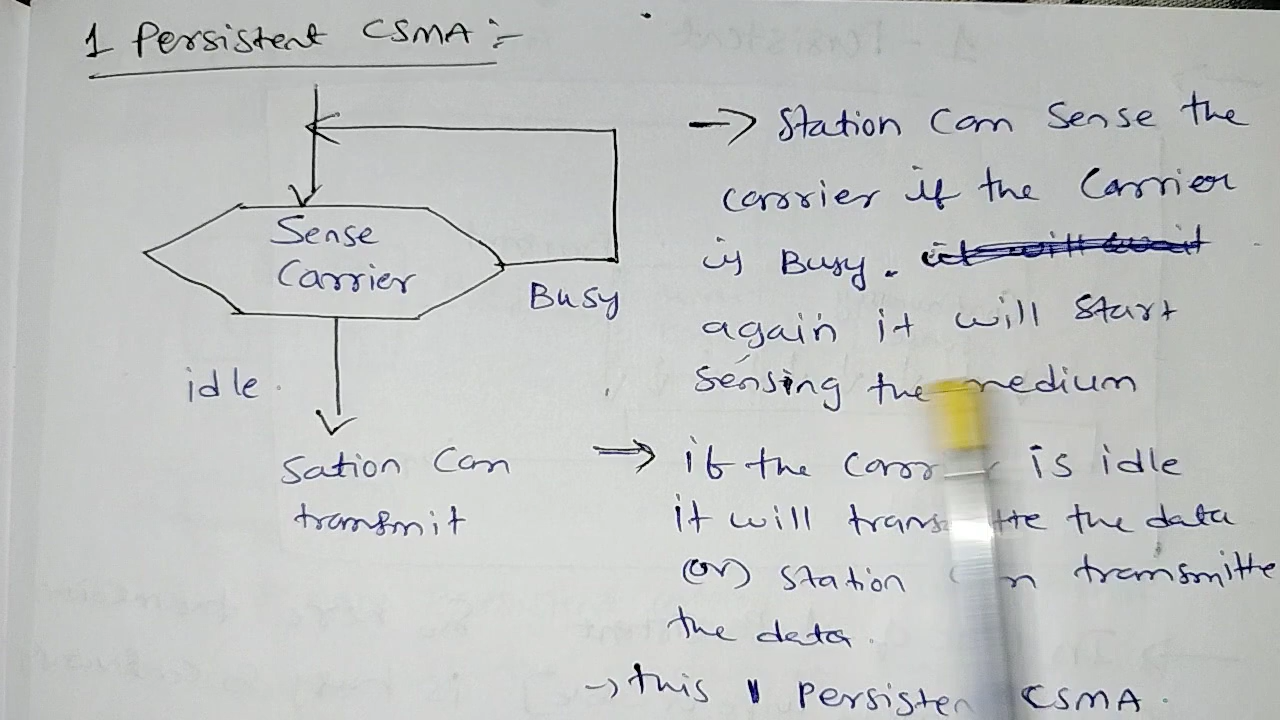 1 Persistent CSMA :-
Sense
Carrier
Busy
idle.
Sation Can
transmit
-> Station Can Sense the
carrier if the Carrier
is Busy.
again it will start
Sensing the medium
=> if the is idle
it will the data
(or) station transmitte
the data.
-> this 1 Persisten CSMA.